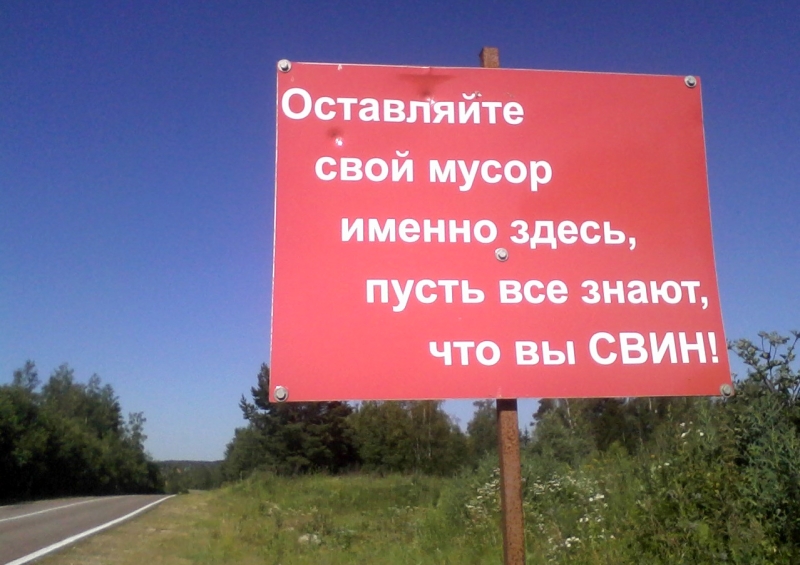 Оставляйте
свой мусор
именно здесь,
пусть все знают,
что вы СВИН!